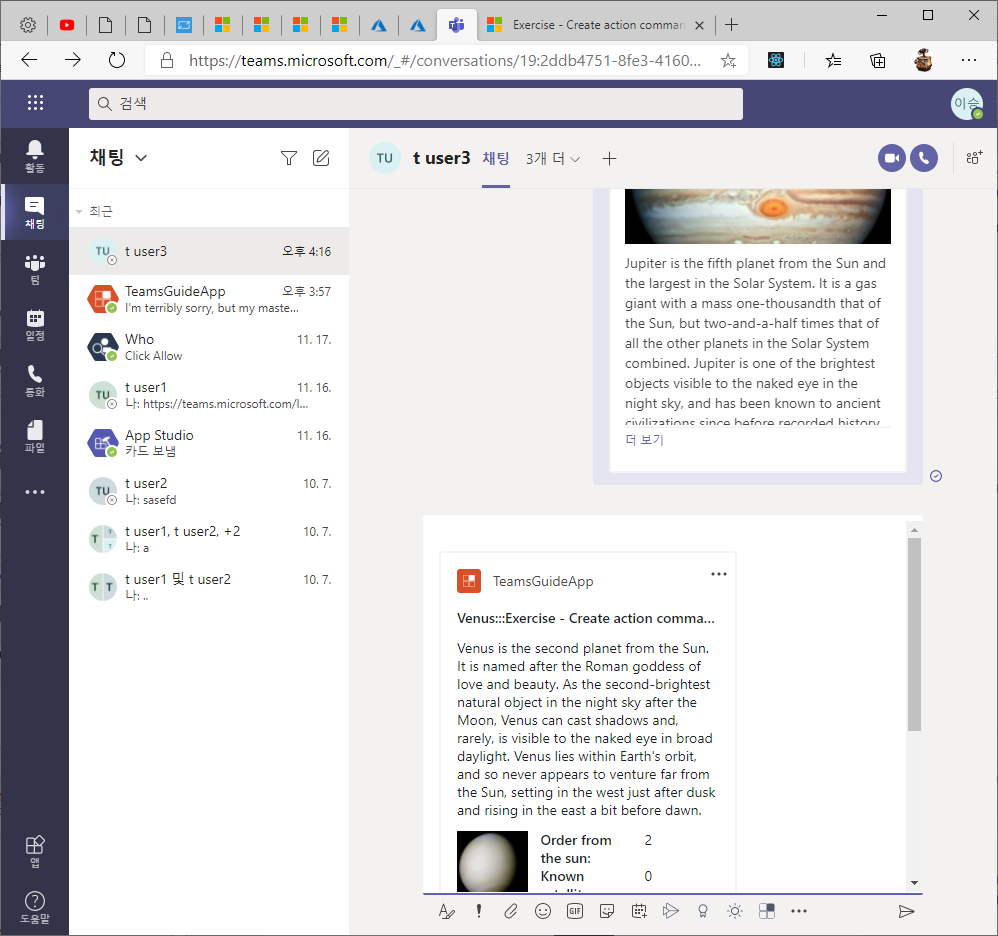 Exercise - Create action comman
https://teams.microsoft.com/_#/conversations/19:2ddb4751-8fe3-4160...
검색
이승
활동
채팅
팀
일정
통화
파일
앱
도움말
채팅
최근
TU
t user3
오후 4:16
TeamsGuideApp
오후 3:57
I'm terribly sorry, but my maste...
Who
11. 17.
Click Allow
TU
t user1
11. 16.
나: https://teams.microsoft.com/l...
App Studio
11. 16.
카드 보냄
TU
t user2
10. 7.
나: sasefd
T
T
T
t user1, t user2, +2
10. 7.
나: a
T T
t user1 및 t user2
10. 7.
나: ..
TU
t user3
채팅
3개 더
Jupiter is the fifth planet from the Sun and
the largest in the Solar System. It is a gas
giant with a mass one-thousandth that of
the Sun, but two-and-a-half times that of
all the other planets in the Solar System
combined. Jupiter is one of the brightest
objects visible to the naked eye in the
night sky, and has been known to ancient
civilizations since before recorded history.
더 보기
TeamsGuideApp
Venus:::Exercise - Create action comma...
Venus is the second planet from the Sun.
It is named after the Roman goddess of
love and beauty. As the second-brightest
natural object in the night sky after the
Moon, Venus can cast shadows and,
rarely, is visible to the naked eye in broad
daylight. Venus lies within Earth's orbit,
and so never appears to venture far from
the Sun, setting in the west just after dusk
and rising in the east a bit before dawn.
Order from 2
the sun:
Known 0
GIF